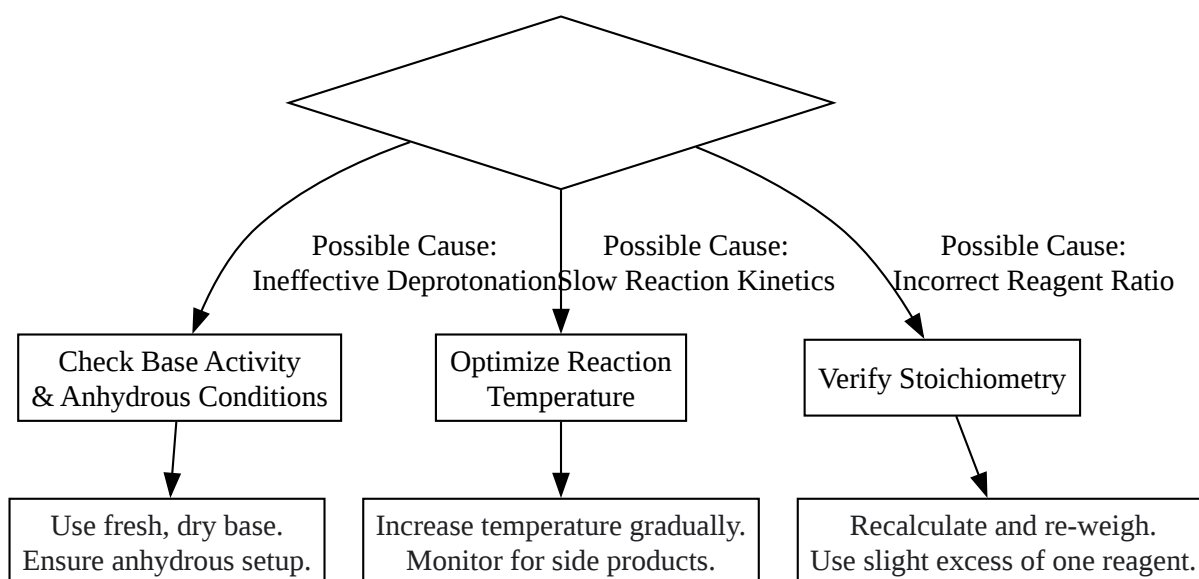 Possible Cause:
Ineffective Deprotonation
Possible Cause:
Slow Reaction Kinetics
Possible Cause:
Incorrect Reagent Ratio
Check Base Activity
& Anhydrous Conditions
Optimize Reaction
Temperature
Verify Stoichiometry
Use fresh, dry base.
Ensure anhydrous setup.
Increase temperature gradually.
Monitor for side products.
Recalculate and re-weigh.
Use slight excess of one reagent.